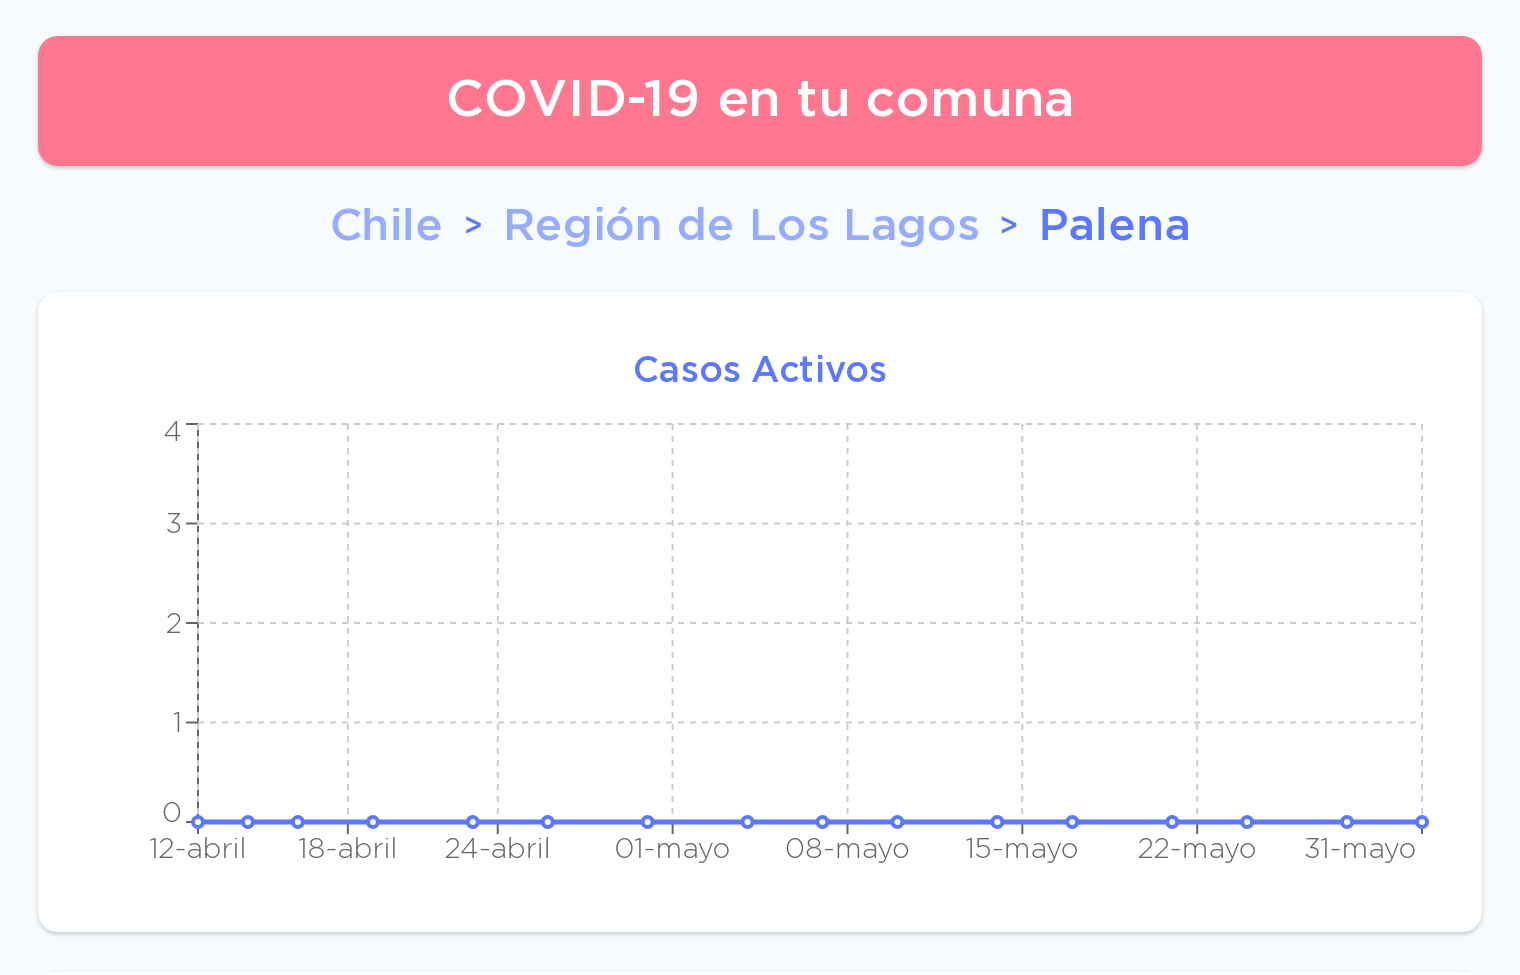 COVID-19 en tu comuna
Chile > Región de Los Lagos > Palena
Casos Activos
4
3
2
1
0
12-abril 18-abril 24-abril 01-mayo 08-mayo 15-mayo 22-mayo 31-mayo